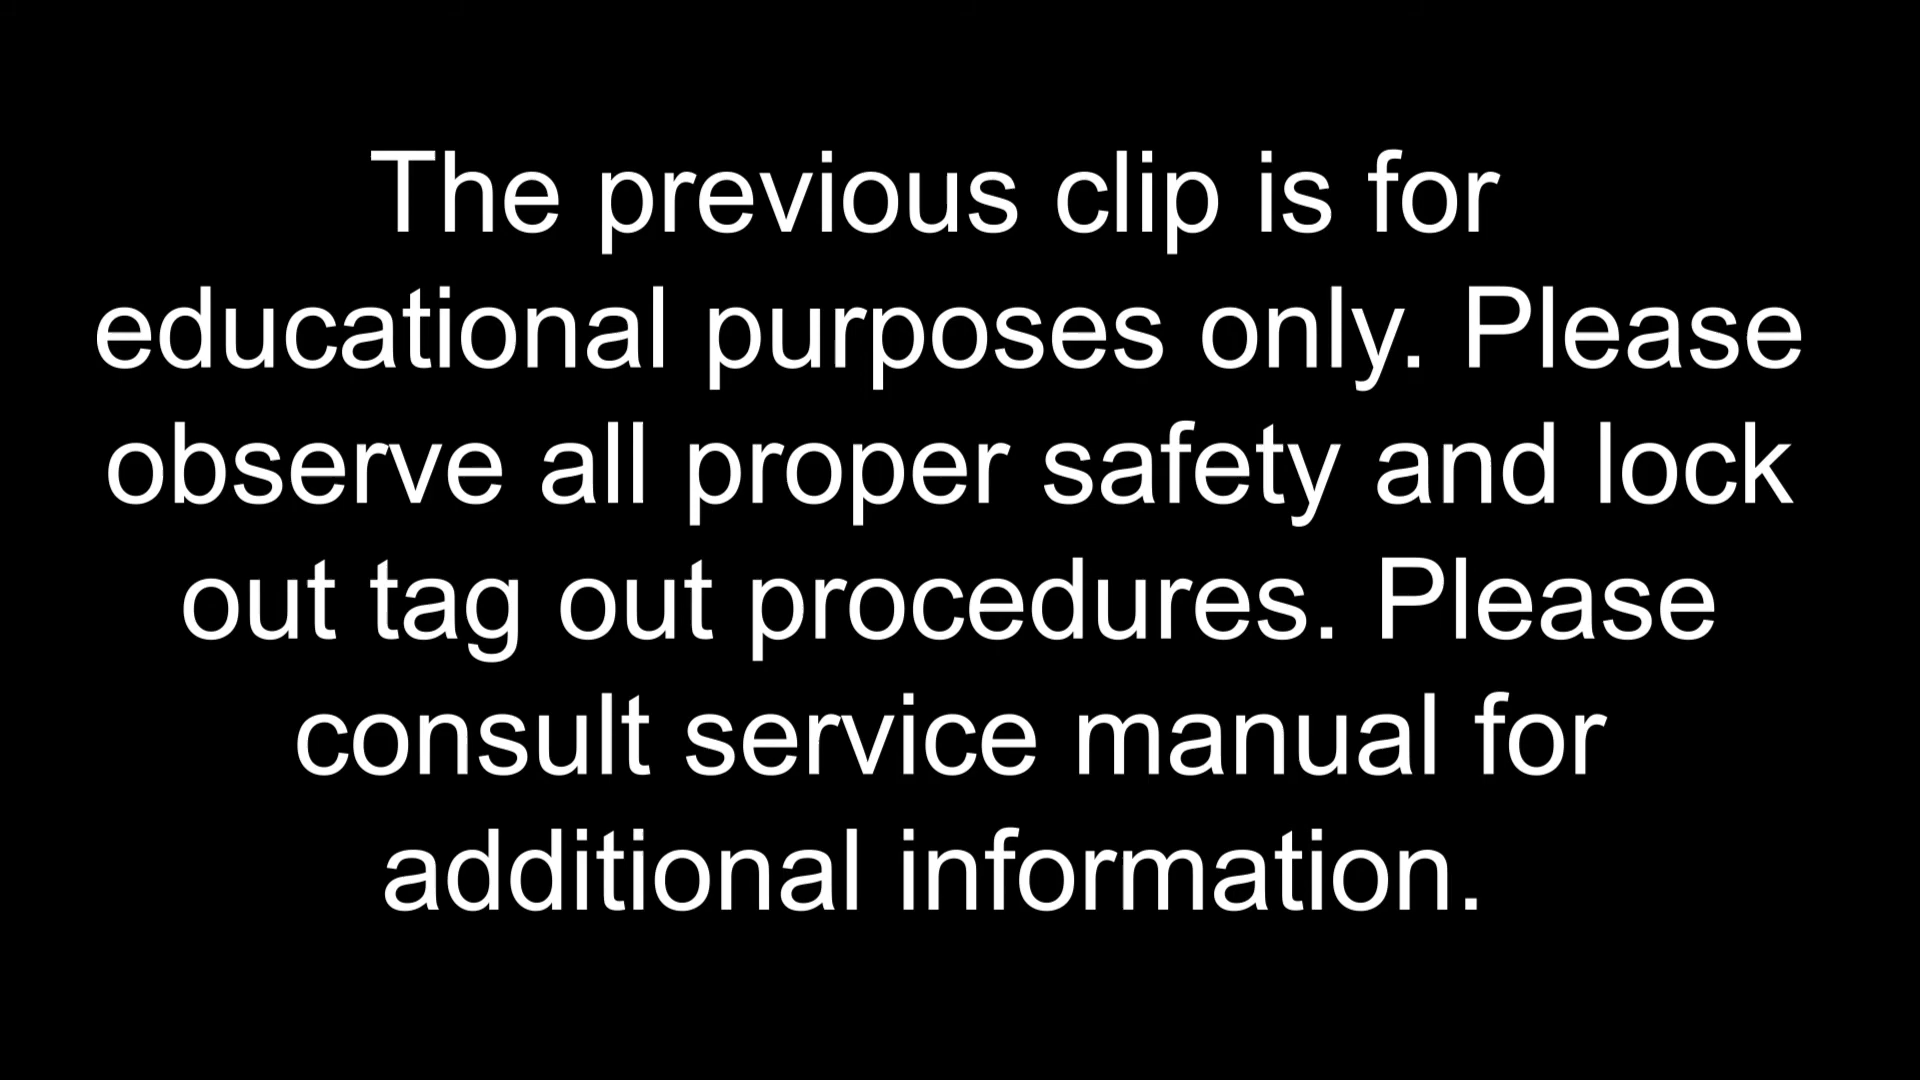 The previous clip is for
educational purposes only. Please
observe all proper safety and lock
out tag out procedures. Please
consult service manual for
additional information.